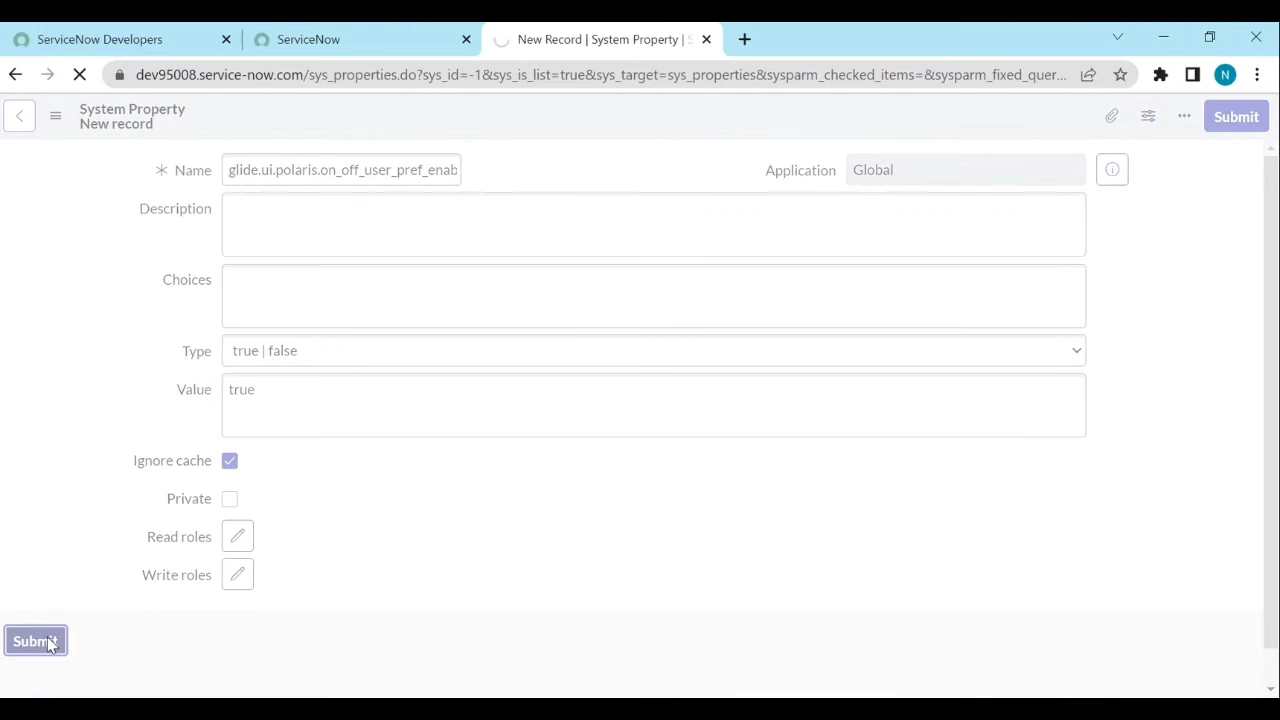 ServiceNow Developers
ServiceNow
New Record | System Property | S
dev95008.service-now.com/sys_properties.do?sys_id=-1&sys_is_list=true&sys_target=sys_properties&sysparm_checked_items=&sysparm_fixed_quer...
N
System Property
New record
Submit
Name
glide.ui.polaris.on_off_user_pref_enab
Application
Global
Description
Choices
Type
true | false
Value
true
Ignore cache
Private
Read roles
Write roles
Submit